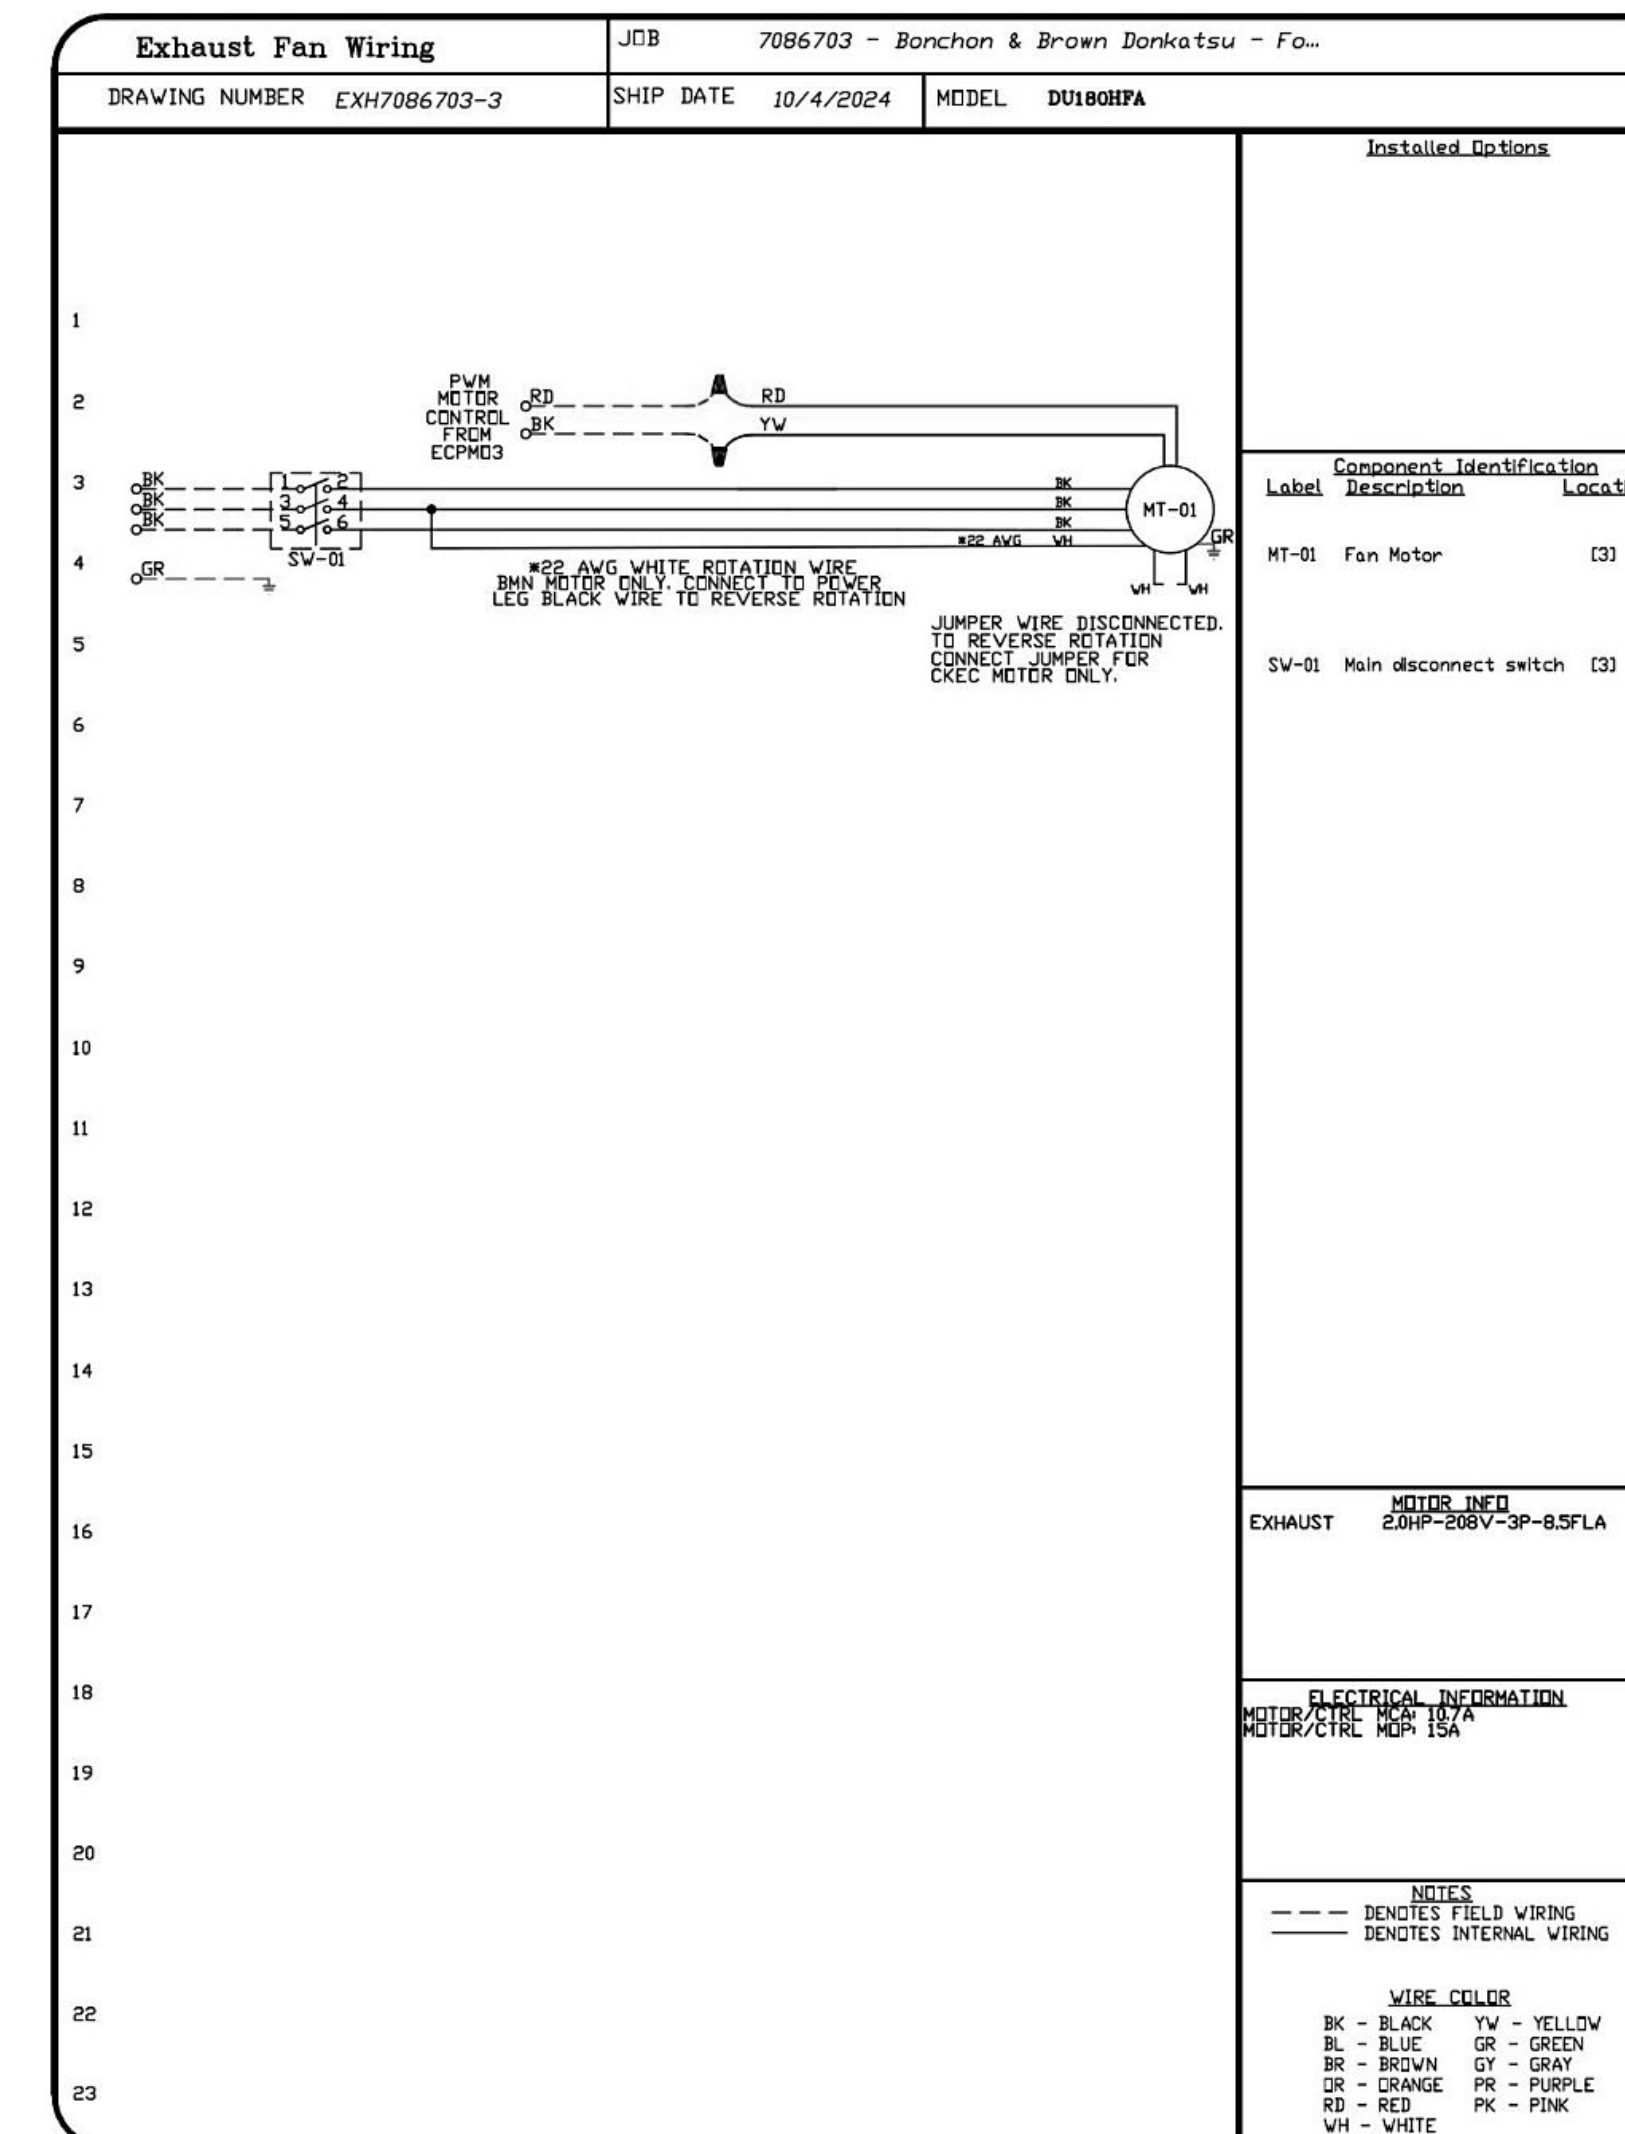 Exhaust Fan Wiring
JOB 7086703 - Bonchon & Brown Donkatsu - Fo...
DRAWING NUMBER EXH7086703-3
SHIP DATE 10/4/2024
MODEL DU180HFA
Installed Options
1
2
3
4
5
6
7
8
9
10
11
12
13
14
15
16
17
18
19
20
21
22
23
PWM
MOTOR
CONTROL
FROM
ECPM03
RD
BK
RD
YW
BK
BK
BK
1 2
3 4
5 6
SW-01
GR
BK
BK
BK
*22 AWG WH
MT-01
GR
WH WH
*22 AWG WHITE ROTATION WIRE
BMN MOTOR ONLY. CONNECT TO POWER
LEG BLACK WIRE TO REVERSE ROTATION
JUMPER WIRE DISCONNECTED.
TO REVERSE ROTATION
CONNECT JUMPER FOR
CKEC MOTOR ONLY.
Component Identification
Label Description Locati
MT-01 Fan Motor [3]
SW-01 Main disconnect switch [3]
MOTOR INFO
EXHAUST 2.0HP-208V-3P-8.5FLA
ELECTRICAL INFORMATION
MOTOR/CTRL MCA: 10.7A
MOTOR/CTRL MOP: 15A
NOTES
DENOTES FIELD WIRING
DENOTES INTERNAL WIRING
WIRE COLOR
BK - BLACK YW - YELLOW
BL - BLUE GR - GREEN
BR - BROWN GY - GRAY
OR - ORANGE PR - PURPLE
RD - RED PK - PINK
WH - WHITE